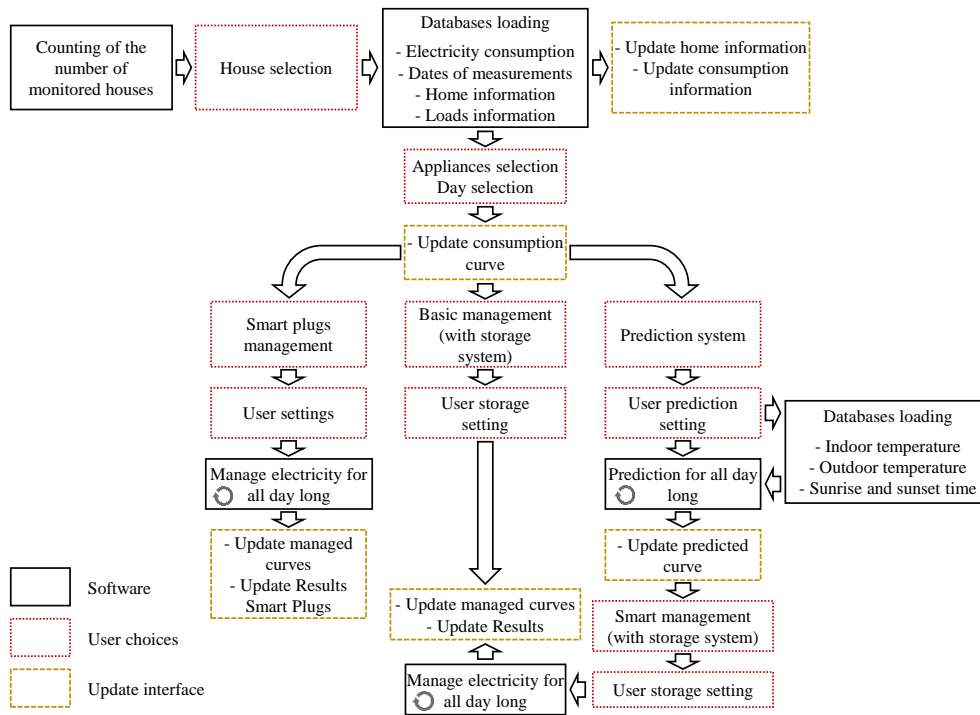 Counting of the
number of
monitored houses
House selection
Databases loading
- Electricity consumption
- Dates of measurements
- Home information
- Loads information
- Update home information
- Update consumption
information
Appliances selection
Day selection
- Update consumption
curve
Smart plugs
management
Basic management
(with storage
system)
Prediction system
User settings
User storage
setting
User prediction
setting
Databases loading
- Indoor temperature
- Outdoor temperature
- Sunrise and sunset time
Manage electricity for
all day long
Prediction for all day
long
- Update managed
curves
- Update Results
Smart Plugs
- Update predicted
curve
- Update managed curves
- Update Results
Smart management
(with storage system)
Manage electricity for
all day long
User storage setting
Software
User choices
Update interface